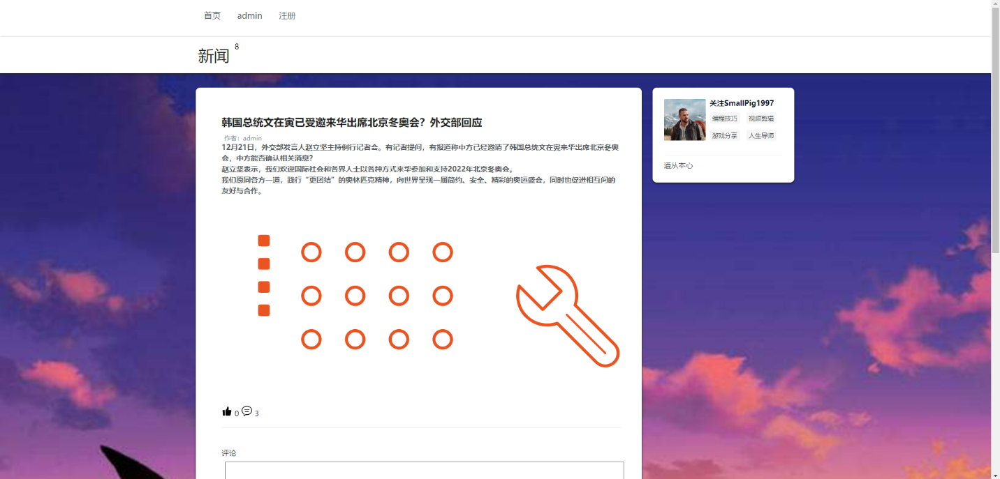 首页 admin 注册
新闻 8
韩国总统文在寅已受邀来华出席北京冬奥会？外交部回应
作者：admin
12月21日，外交部发言人赵立坚主持例行记者会。有记者提问，有报道称中方已经邀请了韩国总统文在寅来华出席北京冬奥
会，中方能否确认相关消息？
赵立坚表示，我们欢迎国际社会和各界人士以各种方式来华参加和支持2022年北京冬奥会。
我们愿同各方一道，践行“更团结”的奥林匹克精神，向世界呈现一届简约、安全、精彩的奥运盛会，同时也促进相互间的
友好与合作。
0 3
评论
关注SmallPig1997
编程技巧 视频剪辑
游戏分享 人生导师
遵从本心